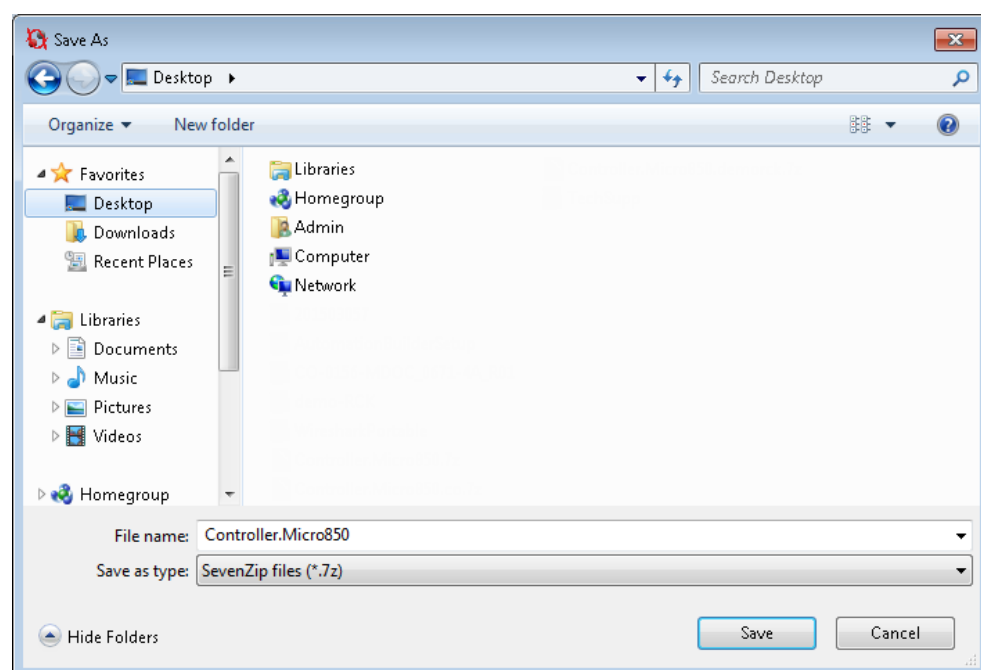 Save As
Desktop
Search Desktop
Organize
New folder
Favorites
Desktop
Downloads
Recent Places
Libraries
Documents
Music
Pictures
Videos
Homegroup
Libraries
Homegroup
Admin
Computer
Network
File name: Controller.Micro850
Save as type: SevenZip files (*.7z)
Hide Folders
Save
Cancel